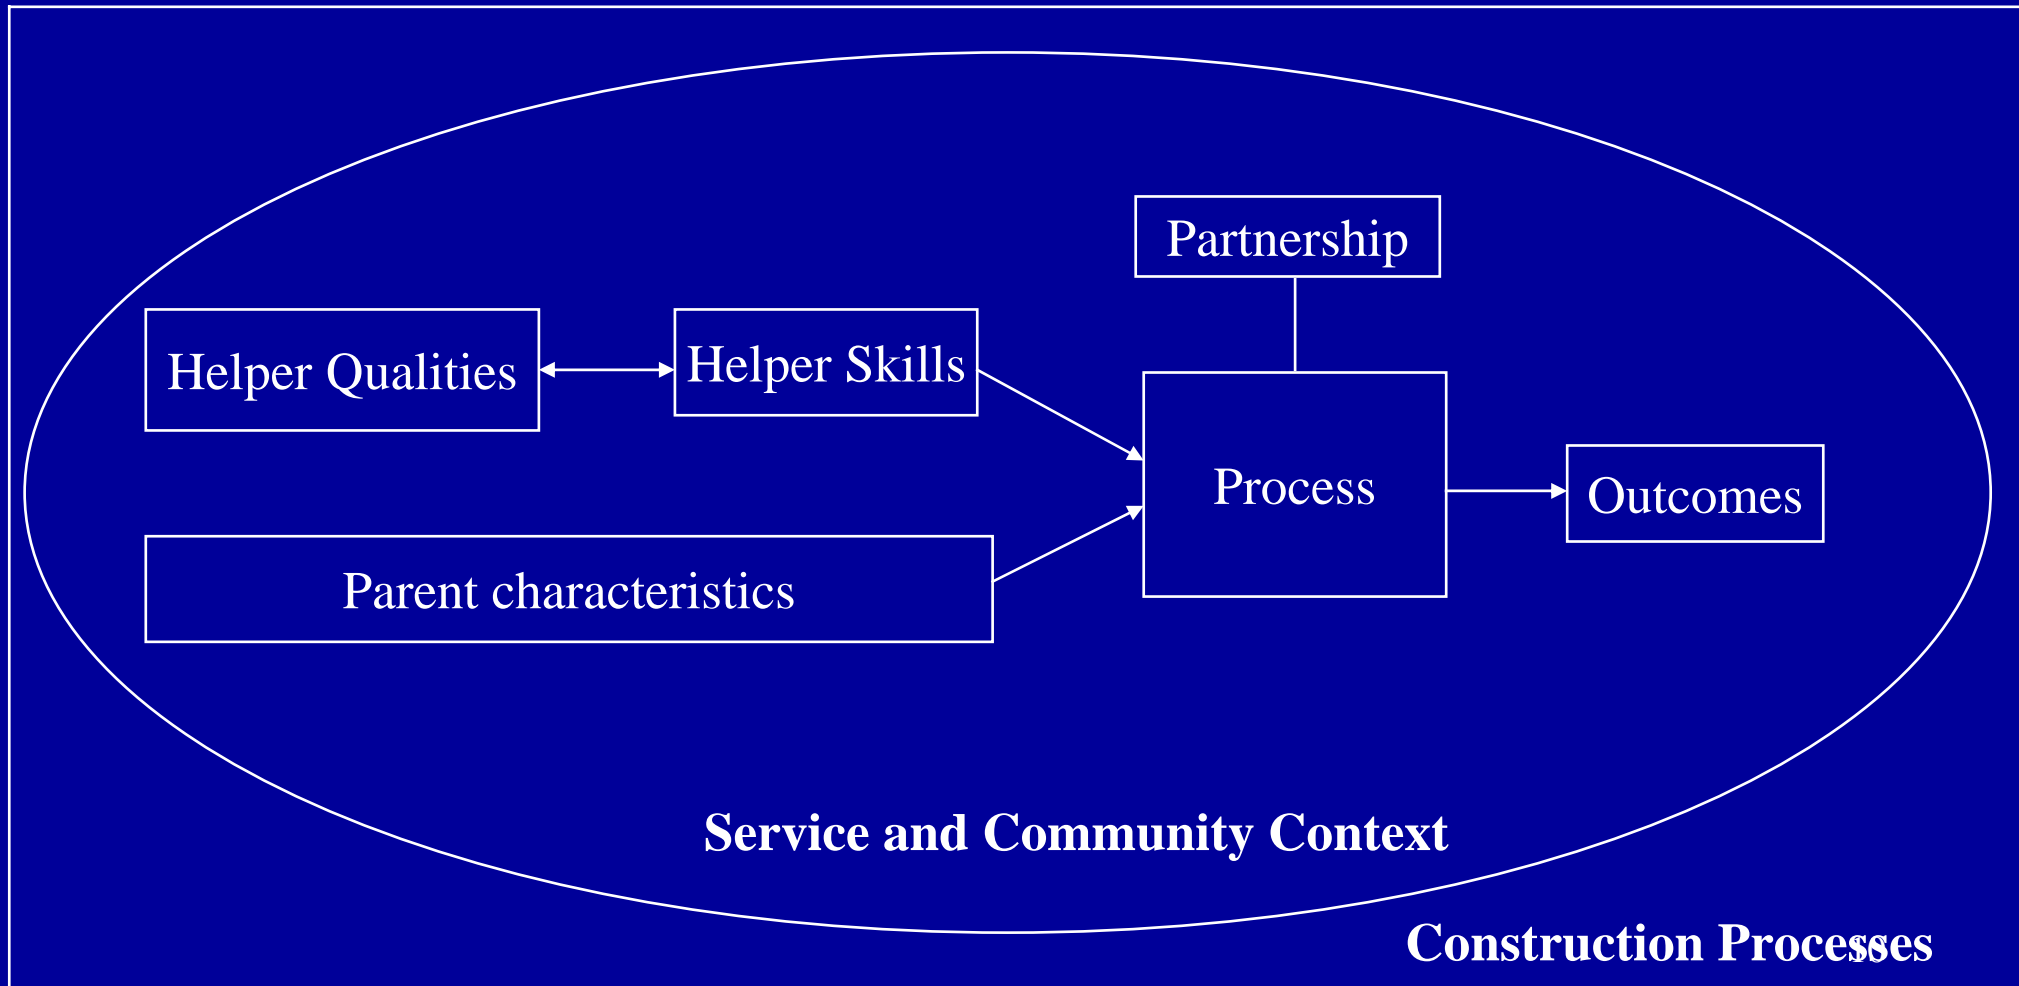 Partnership
Helper Qualities
Helper Skills
Process
Outcomes
Parent characteristics
Service and Community Context
Construction Processes